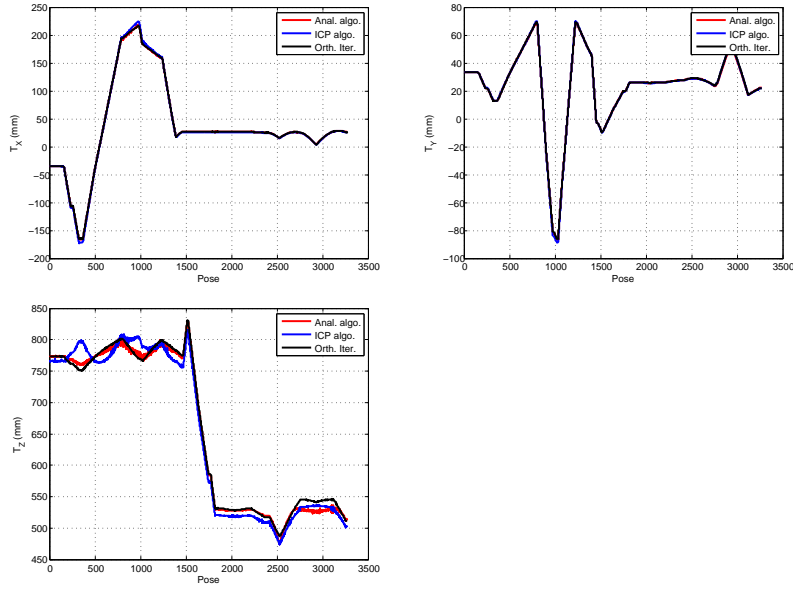 250
200
150
100
50
0
−50
−100
−150
−200
0 500 1000 1500 2000 2500 3000 3500
Pose
T_X (mm)
Anal. algo.
ICP algo.
Orth. Iter.
80
60
40
20
0
−20
−40
−60
−80
−100
0 500 1000 1500 2000 2500 3000 3500
Pose
T_Y (mm)
Anal. algo.
ICP algo.
Orth. Iter.
850
800
750
700
650
600
550
500
450
0 500 1000 1500 2000 2500 3000 3500
Pose
T_Z (mm)
Anal. algo.
ICP algo.
Orth. Iter.